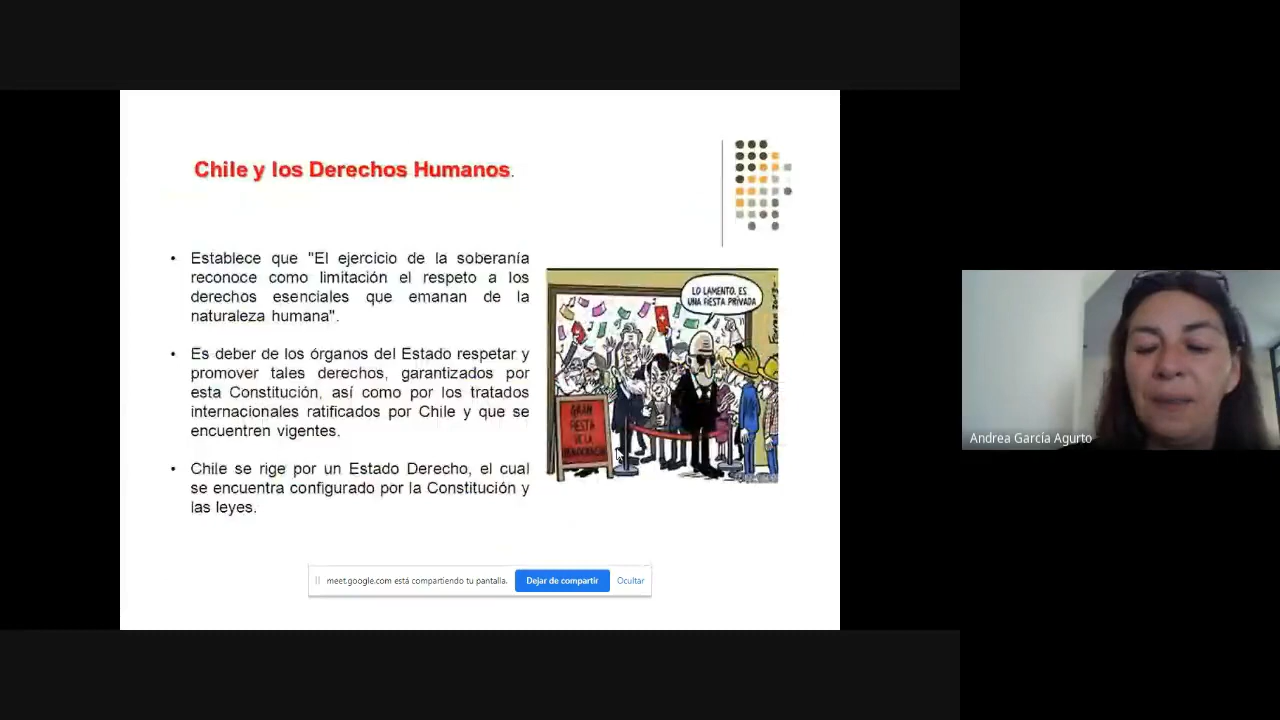 Chile y los Derechos Humanos.
• Establece que "El ejercicio de la soberanía
reconoce como limitación el respeto a los
derechos esenciales que emanan de la
naturaleza humana".
• Es deber de los órganos del Estado respetar y
promover tales derechos, garantizados por
esta Constitución, así como por los tratados
internacionales ratificados por Chile y que se
encuentren vigentes.
• Chile se rige por un Estado Derecho, el cual
se encuentra configurado por la Constitución y
las leyes.
LO LAMENTO, ES
UNA FIESTA PRIVADA
GRAN
FIESTA
DE LA
DEMOCRACIA
meet.google.com está compartiendo tu pantalla.
Dejar de compartir
Ocultar
Andrea García Agurto